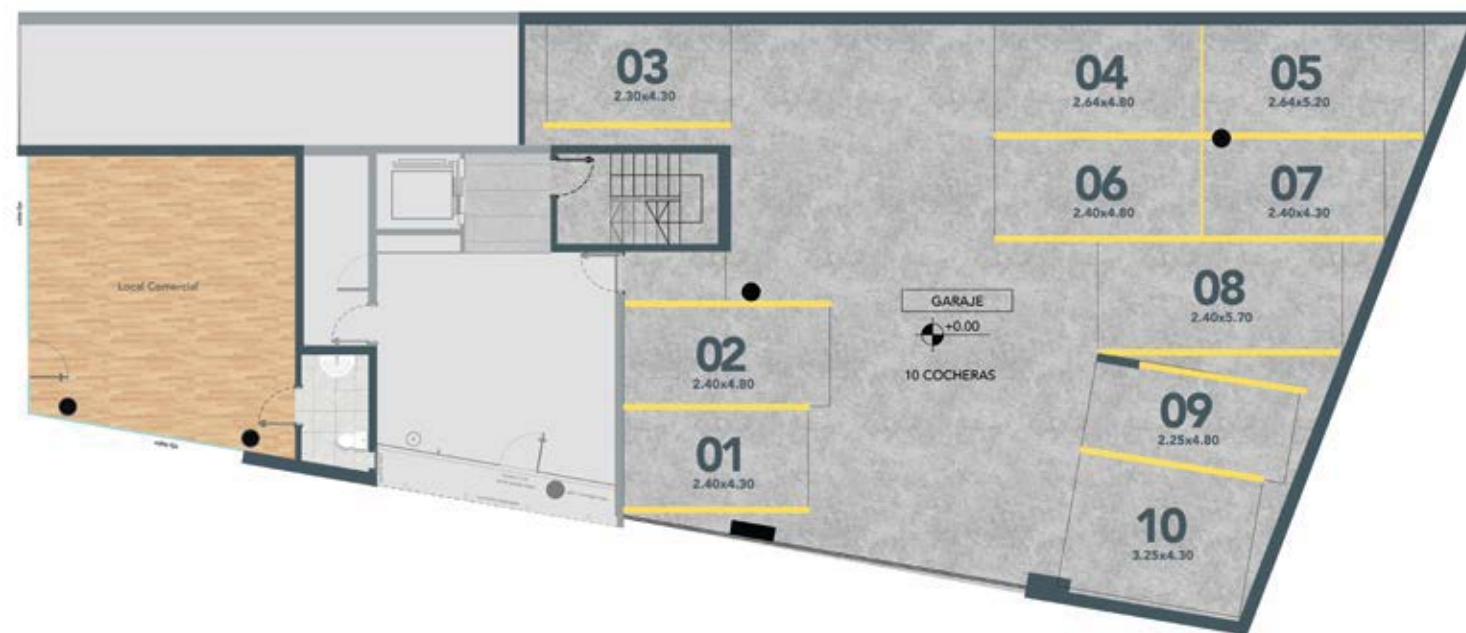 03
2.30x4.30
04
2.64x4.80
05
2.64x5.20
06
2.40x4.80
07
2.40x4.30
Local Comercial
08
2.40x5.70
GARAJE
+0.00
10 COCHERAS
02
2.40x4.80
09
2.25x4.80
01
2.40x4.30
10
3.25x4.30